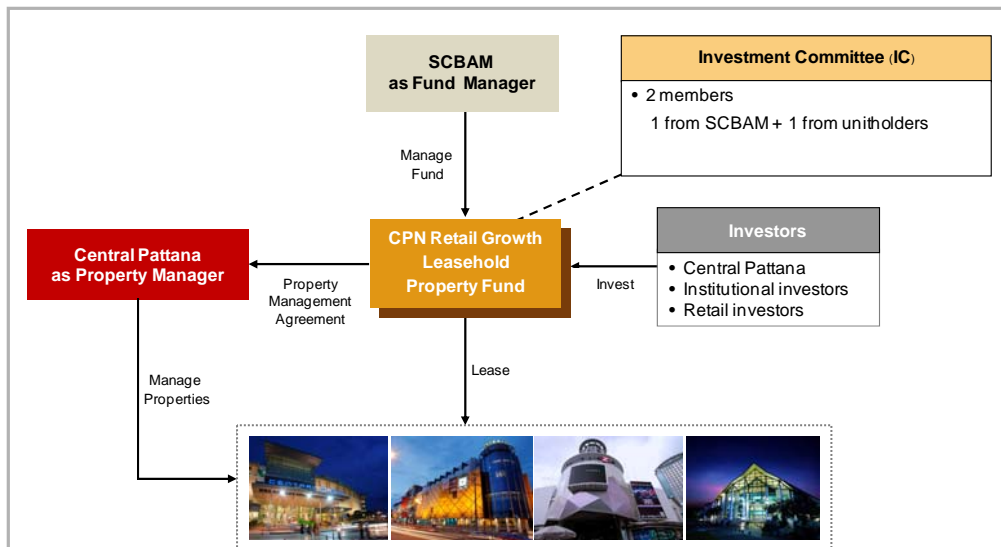 SCBAM
as Fund Manager
Investment Committee (IC)
• 2 members
1 from SCBAM + 1 from unitholders
Manage
Fund
Central Pattana
as Property Manager
CPN Retail Growth
Leasehold
Property Fund
Investors
• Central Pattana
• Institutional investors
• Retail investors
Property
Management
Agreement
Invest
Lease
Manage
Properties